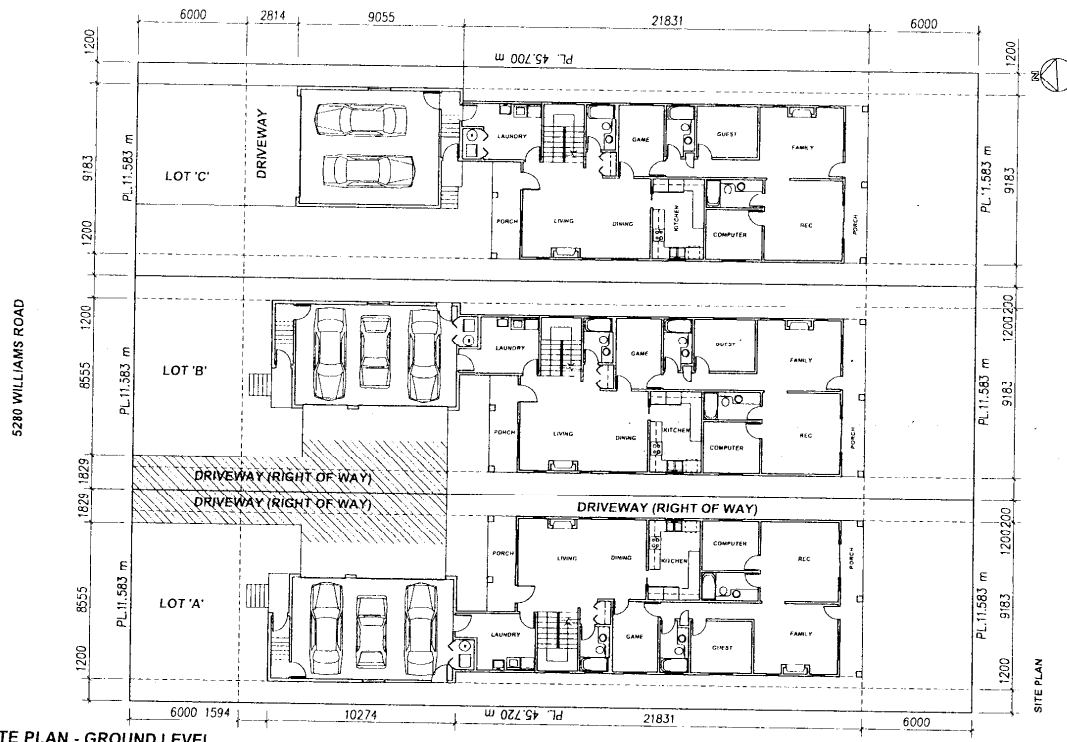 6000 2814 9055 21831 6000
1200
PL. 45.700 m
1200
N
9183
PL.11.583 m
LOT 'C'
DRIVEWAY
LAUNDRY
GAME
GUEST
FAMILY
PL.11.583 m
9183
1200
PORCH
LIVING
DINING
KITCHEN
COMPUTER
REC
PORCH
5280 WILLIAMS ROAD
1200
8555
PL.11.583 m
LOT 'B'
LAUNDRY
GAME
GUEST
FAMILY
PL.11.583 m
1200
1200
9183
PORCH
LIVING
DINING
KITCHEN
COMPUTER
REC
PORCH
1829
DRIVEWAY (RIGHT OF WAY)
1829
DRIVEWAY (RIGHT OF WAY)
DRIVEWAY (RIGHT OF WAY)
1200
1200
PORCH
LIVING
DINING
KITCHEN
COMPUTER
REC
PORCH
8555
PL.11.583 m
LOT 'A'
LAUNDRY
GAME
GUEST
FAMILY
PL.11.583 m
9183
1200
1200
SITE PLAN
6000 1594 10274 PL. 45.720 m 21831 6000
TE PLAN - GROUND LEVEL